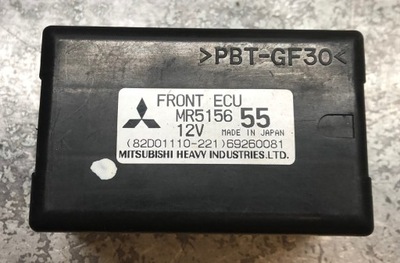 >PBT-GF30<
FRONT ECU
MR5156 55
12V MADE IN JAPAN
(82D01110-221)69260081
MITSUBISHI HEAVY INDUSTRIES.LTD.